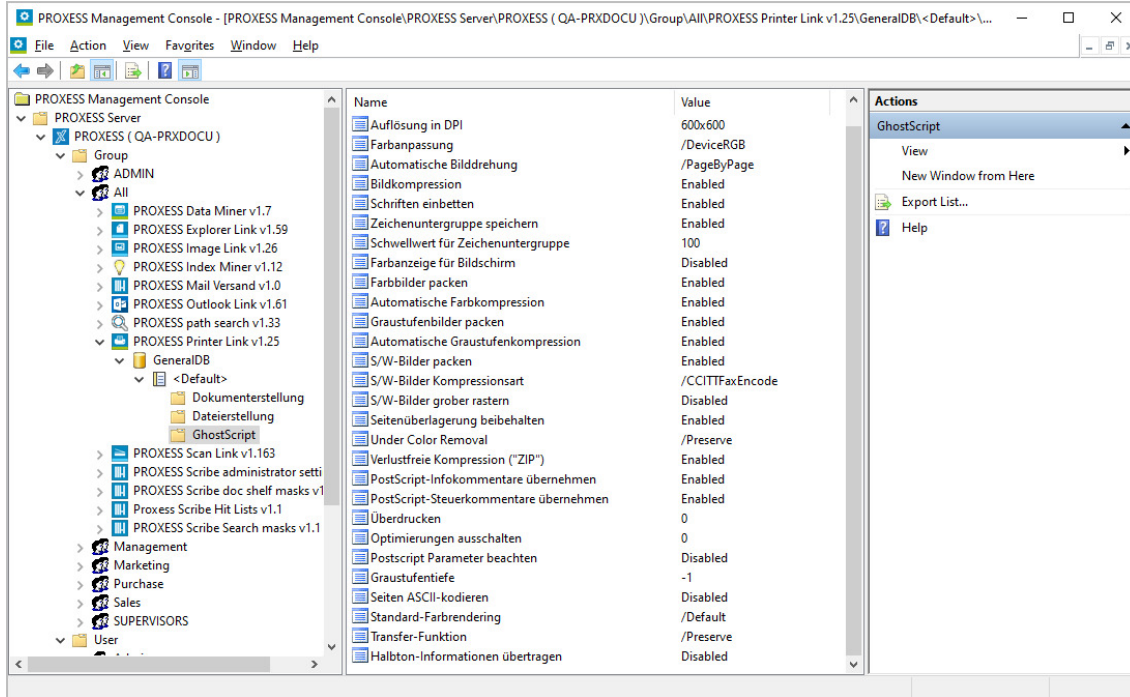 PROXESS Management Console - [PROXESS Management Console\PROXESS Server\PROXESS ( QA-PRXDOCU )\Group\All\PROXESS Printer Link v1.25\GeneralDB\<Default>\...
File Action View Favorites Window Help
PROXESS Management Console
PROXESS Server
PROXESS ( QA-PRXDOCU )
Group
ADMIN
All
PROXESS Data Miner v1.7
PROXESS Explorer Link v1.59
PROXESS Image Link v1.26
PROXESS Index Miner v1.12
PROXESS Mail Versand v1.0
PROXESS Outlook Link v1.61
PROXESS path search v1.33
PROXESS Printer Link v1.25
GeneralDB
<Default>
Dokumenterstellung
Dateierstellung
GhostScript
PROXESS Scan Link v1.163
PROXESS Scribe administrator setti
PROXESS Scribe doc shelf masks v1
Proxess Scribe Hit Lists v1.1
PROXESS Scribe Search masks v1.1
Management
Marketing
Purchase
Sales
SUPERVISORS
User
Name Value
Auflösung in DPI 600x600
Farbanpassung /DeviceRGB
Automatische Bilddrehung /PageByPage
Bildkompression Enabled
Schriften einbetten Enabled
Zeichenuntergruppe speichern Enabled
Schwellwert für Zeichenuntergruppe 100
Farbanzeige für Bildschirm Disabled
Farbbilder packen Enabled
Automatische Farbkompression Enabled
Graustufenbilder packen Enabled
Automatische Graustufenkompression Enabled
S/W-Bilder packen Enabled
S/W-Bilder Kompressionsart /CCITTFaxEncode
S/W-Bilder grober rastern Disabled
Seitenüberlagerung beibehalten Enabled
Under Color Removal /Preserve
Verlustfreie Kompression ("ZIP") Enabled
PostScript-Infokommentare übernehmen Enabled
PostScript-Steuerkommentare übernehmen Enabled
Überdrucken 0
Optimierungen ausschalten 0
Postscript Parameter beachten Disabled
Graustufentiefe -1
Seiten ASCII-kodieren Disabled
Standard-Farbrendering /Default
Transfer-Funktion /Preserve
Halbton-Informationen übertragen Disabled
Actions
GhostScript
View
New Window from Here
Export List...
Help